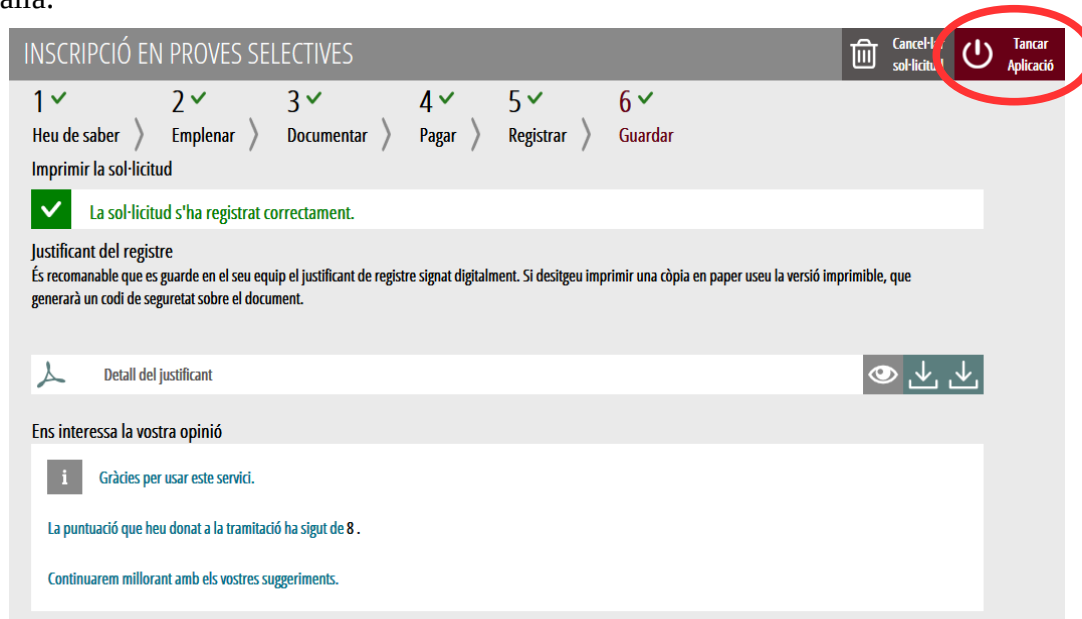 INSCRIPCIÓ EN PROVES SELECTIVES
Cancel·lar
sol·licitud
Tancar
Aplicació
1 2 3 4 5 6
Heu de saber Emplenar Documentar Pagar Registrar Guardar
Imprimir la sol·licitud
La sol·licitud s'ha registrat correctament.
Justificant del registre
És recomanable que es guarde en el seu equip el justificant de registre signat digitalment. Si desitgeu imprimir una còpia en paper useu la versió imprimible, que
generarà un codi de seguretat sobre el document.
Detall del justificant
Ens interessa la vostra opinió
i Gràcies per usar este servici.
La puntuació que heu donat a la tramitació ha sigut de 8 .
Continuarem millorant amb els vostres suggeriments.